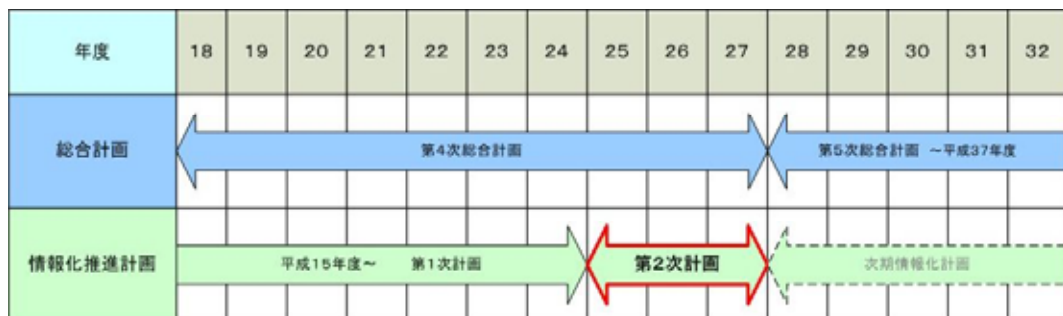 年度 18 19 20 21 22 23 24 25 26 27 28 29 30 31 32
総合計画 第4次総合計画 第5次総合計画 ～平成37年度
情報化推進計画 平成15年度～ 第1次計画 第2次計画 次期情報化計画